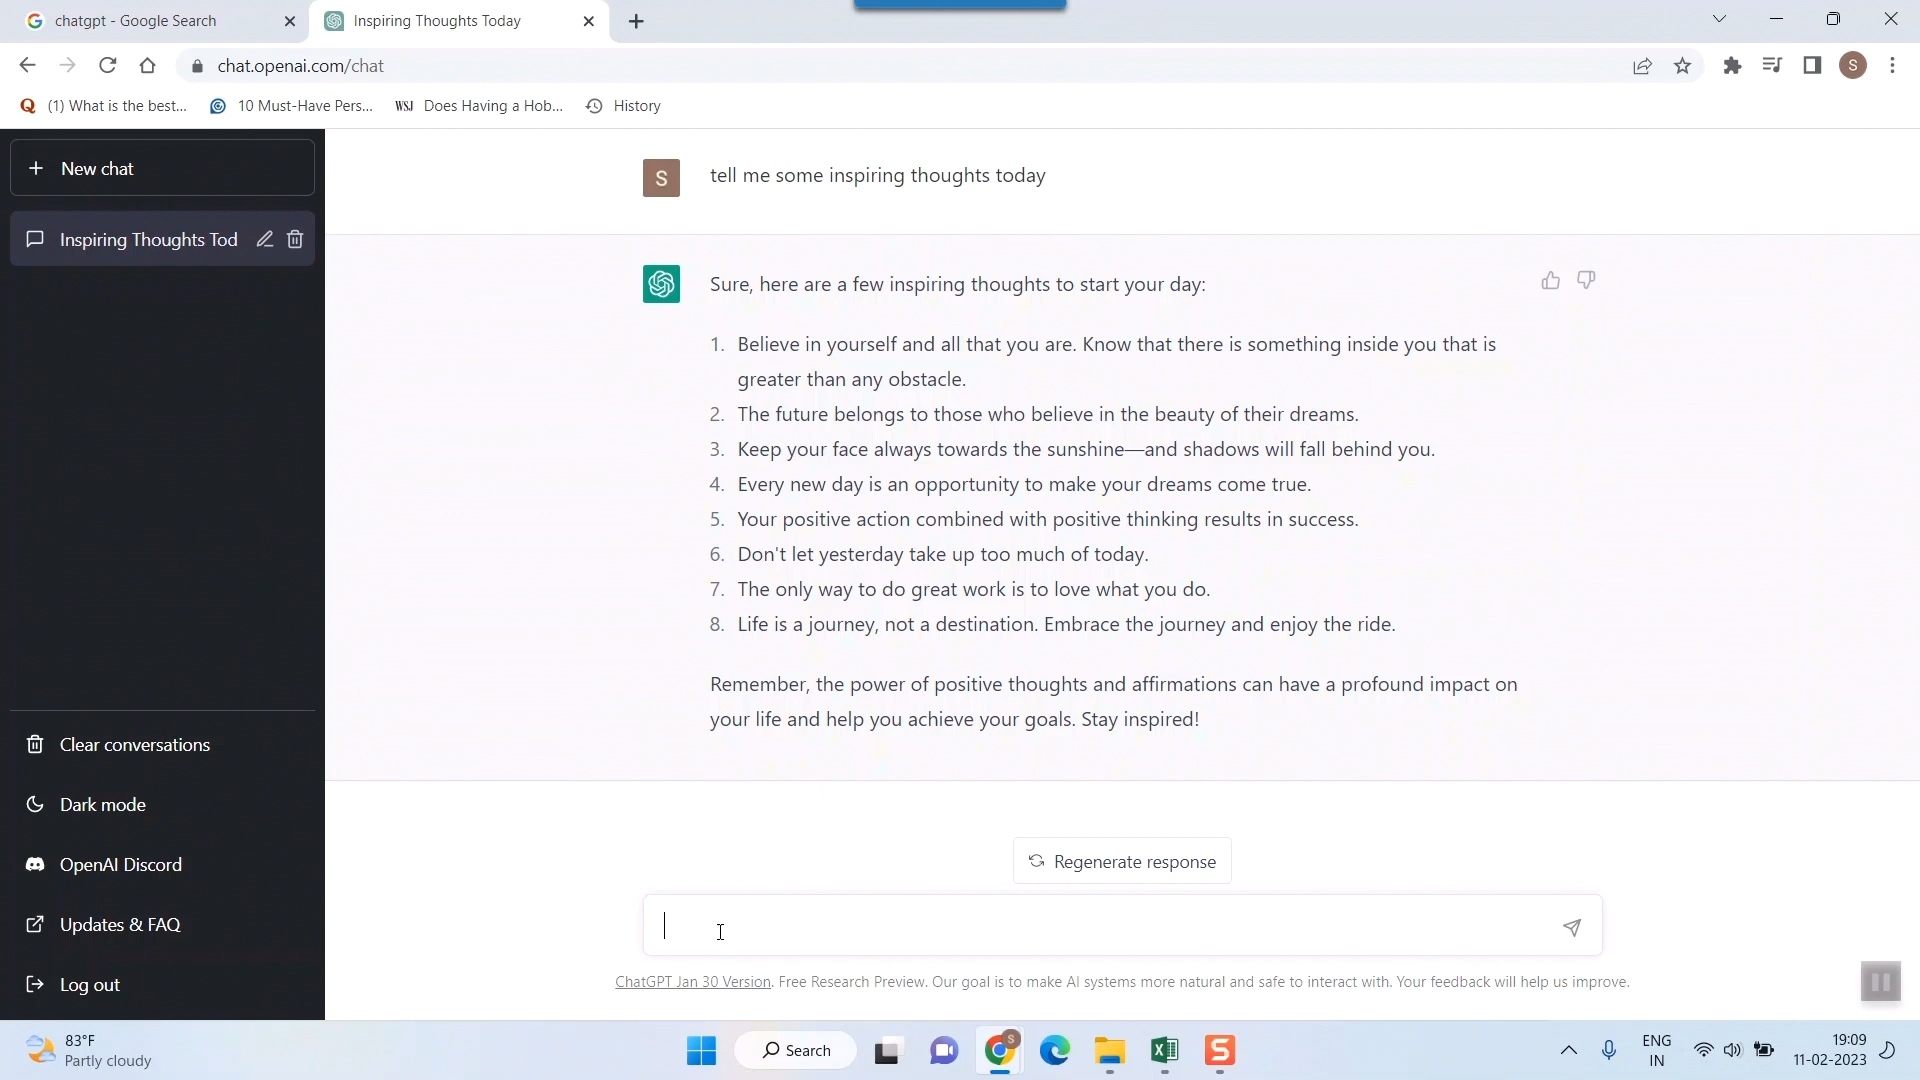 chatgpt - Google Search
Inspiring Thoughts Today
chat.openai.com/chat
S
Q (1) What is the best...
10 Must-Have Pers...
WSJ Does Having a Hob...
History
+ New chat
Inspiring Thoughts Tod
S tell me some inspiring thoughts today
Sure, here are a few inspiring thoughts to start your day:
1. Believe in yourself and all that you are. Know that there is something inside you that is
greater than any obstacle.
2. The future belongs to those who believe in the beauty of their dreams.
3. Keep your face always towards the sunshine—and shadows will fall behind you.
4. Every new day is an opportunity to make your dreams come true.
5. Your positive action combined with positive thinking results in success.
6. Don't let yesterday take up too much of today.
7. The only way to do great work is to love what you do.
8. Life is a journey, not a destination. Embrace the journey and enjoy the ride.
Remember, the power of positive thoughts and affirmations can have a profound impact on
your life and help you achieve your goals. Stay inspired!
Clear conversations
Dark mode
OpenAI Discord
Updates & FAQ
Log out
Regenerate response
ChatGPT Jan 30 Version. Free Research Preview. Our goal is to make AI systems more natural and safe to interact with. Your feedback will help us improve.
83°F
Partly cloudy
Search
ENG
IN
19:09
11-02-2023